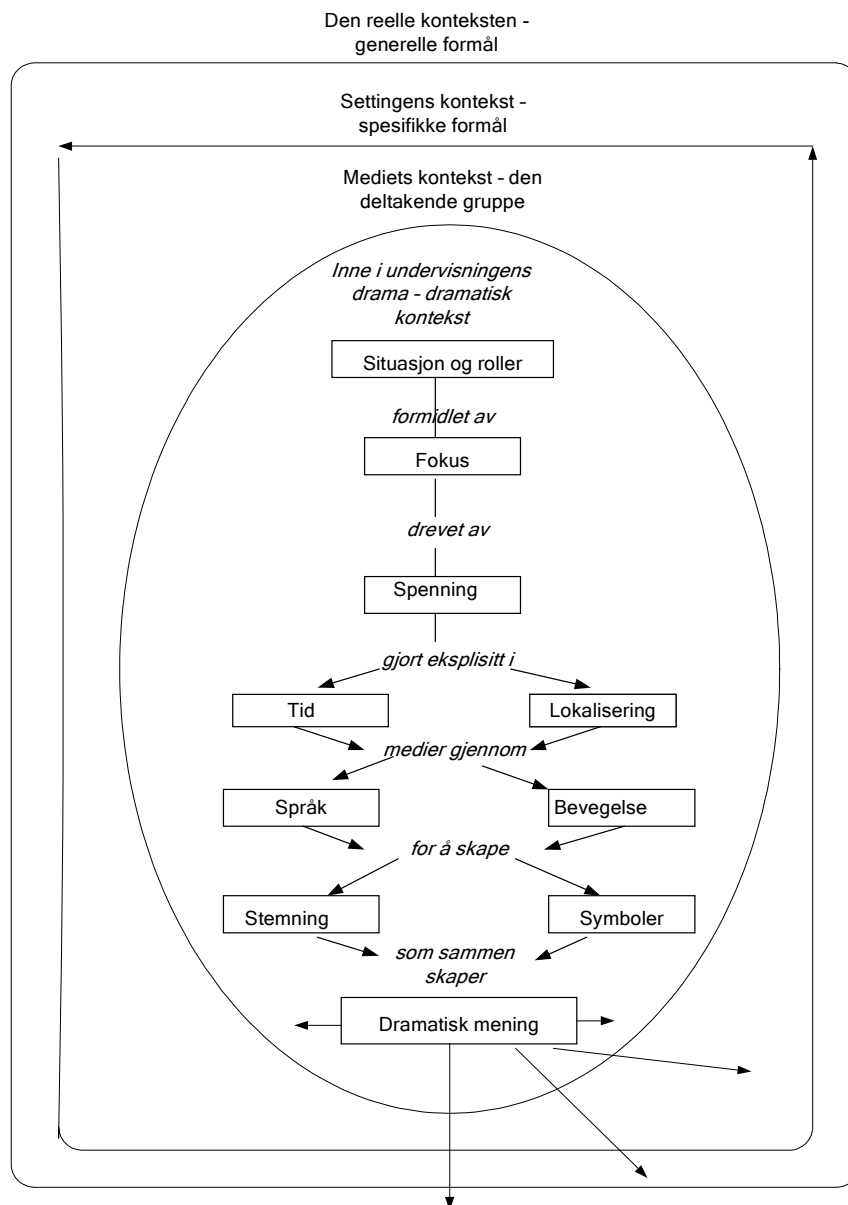 Den reelle konteksten -
generelle formål
Settingens kontekst -
spesifikke formål
Mediets kontekst - den
deltakende gruppe
Inne i undervisningens
drama - dramatisk
kontekst
Situasjon og roller
formidlet av
Fokus
drevet av
Spenning
gjort eksplisitt i
Tid
Lokalisering
medier gjennom
Språk
Bevegelse
for å skape
Stemning
Symboler
som sammen
skaper
Dramatisk mening